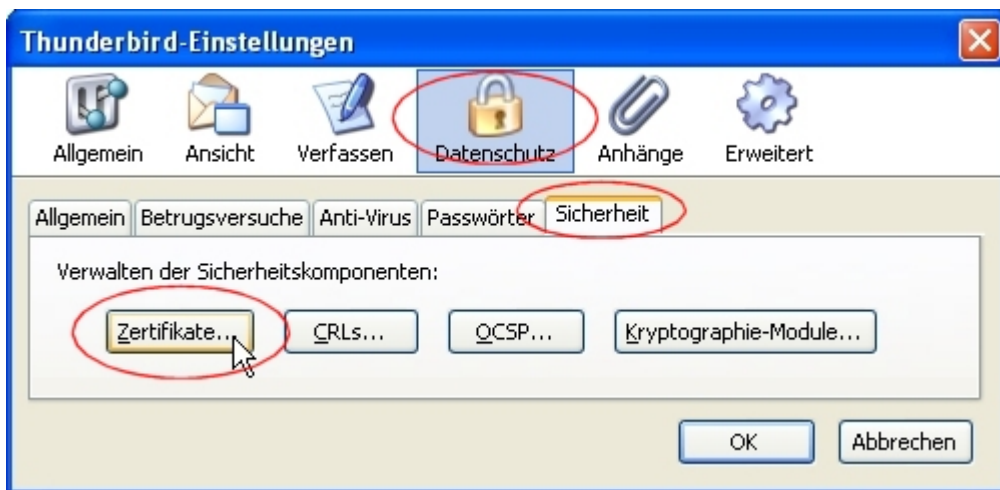 Thunderbird-Einstellungen
Allgemein Ansicht Verfassen Datenschutz Anhänge Erweitert
Allgemein Betrugsversuche Anti-Virus Passwörter Sicherheit
Verwalten der Sicherheitskomponenten:
Zertifikate... CRLs... OCSP... Kryptographie-Module...
OK Abbrechen